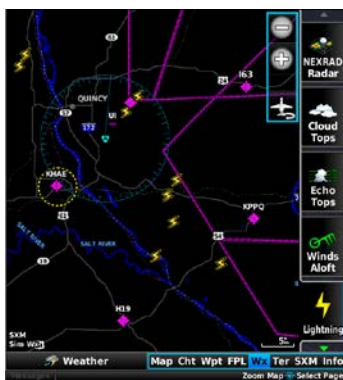 63
I63
24
QUINCY
57
UI
172
KHAE
KPPQ
54
SALT RIVER
SALT RIVER
19
H19
SXM
Sim Wx
5
NEXRAD
Radar
Cloud
Tops
Echo
Tops
Winds
Aloft
Lightning
Weather
Map Cht Wpt FPL Wx Ter SXM Info
Zoom Map Select Page